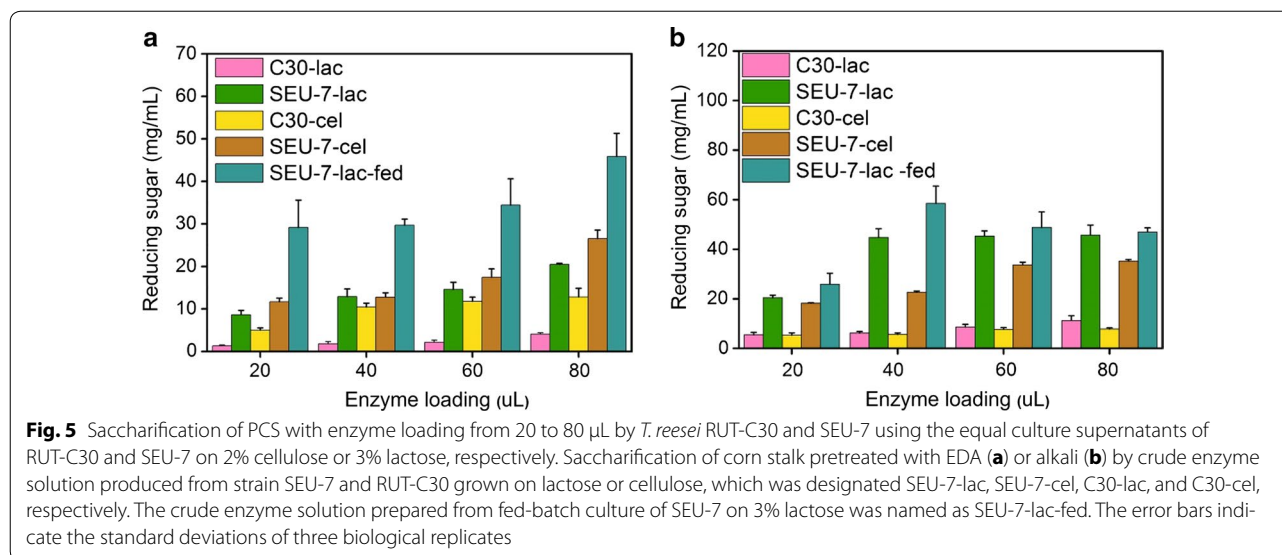 a
70
60
50
40
30
20
10
0
Reducing sugar (mg/mL)
C30-lac
SEU-7-lac
C30-cel
SEU-7-cel
SEU-7-lac-fed
20 40 60 80
Enzyme loading (uL)
b
120
100
80
60
40
20
0
Reducing sugar (mg/mL)
C30-lac
SEU-7-lac
C30-cel
SEU-7-cel
SEU-7-lac -fed
20 40 60 80
Enzyme loading (uL)
Fig. 5 Saccharification of PCS with enzyme loading from 20 to 80 μL by T. reesei RUT-C30 and SEU-7 using the equal culture supernatants of
RUT-C30 and SEU-7 on 2% cellulose or 3% lactose, respectively. Saccharification of corn stalk pretreated with EDA (a) or alkali (b) by crude enzyme
solution produced from strain SEU-7 and RUT-C30 grown on lactose or cellulose, which was designated SEU-7-lac, SEU-7-cel, C30-lac, and C30-cel,
respectively. The crude enzyme solution prepared from fed-batch culture of SEU-7 on 3% lactose was named as SEU-7-lac-fed. The error bars indi-
cate the standard deviations of three biological replicates